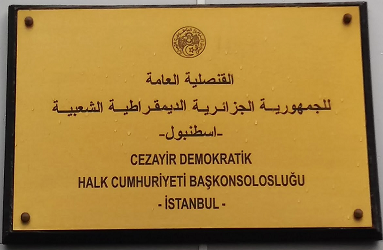 القنصلية العامة
للجمهورية الجزائرية الديمقراطية الشعبية
-اسطنبول-
CEZAYİR DEMOKRATİK
HALK CUMHURİYETİ BAŞKONSOLOSLUĞU
- İSTANBUL -